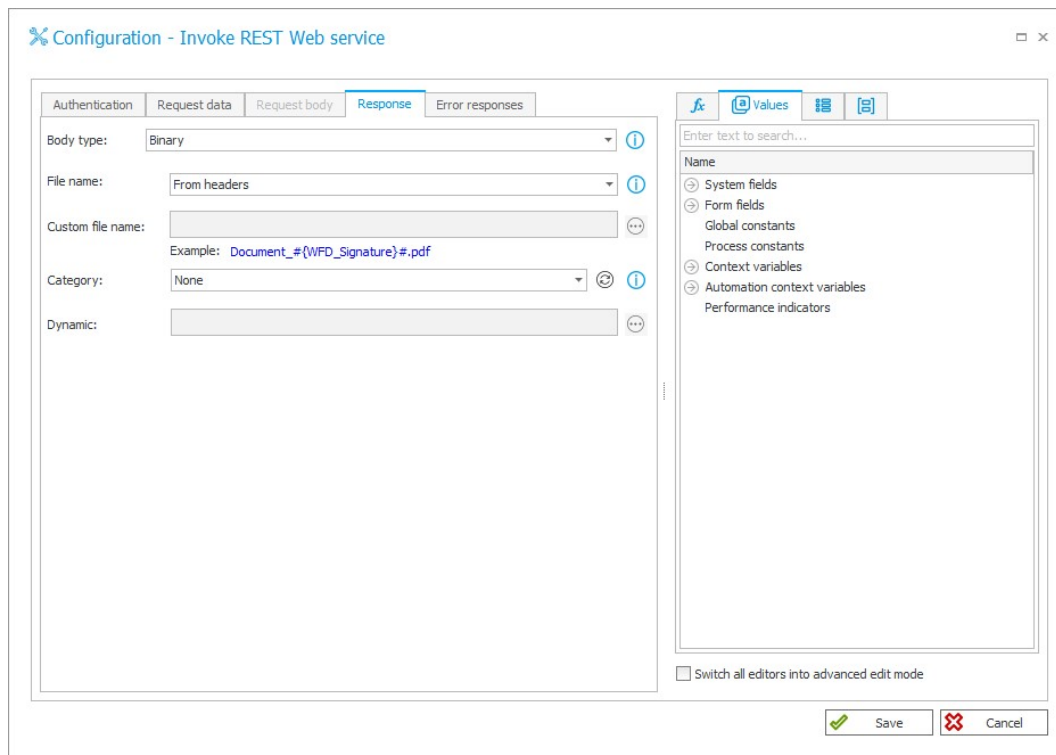 Configuration - Invoke REST Web service
Authentication Request data Request body Response Error responses
Body type: Binary
File name: From headers
Custom file name:
Example: Document_#{WFD_Signature}#.pdf
Category: None
Dynamic:
fx Values
Enter text to search...
Name
System fields
Form fields
Global constants
Process constants
Context variables
Automation context variables
Performance indicators
Switch all editors into advanced edit mode
Save Cancel